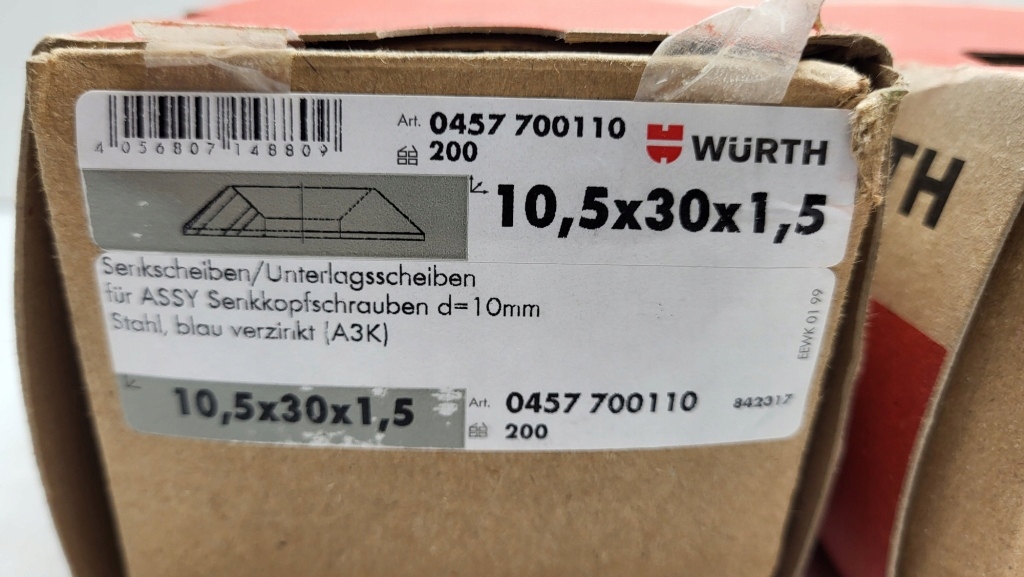 Art. 0457 700110
200
WÜRTH
4 056807 148809
10,5x30x1,5
Senkscheiben/Unterlagsscheiben
für ASSY Senkkopfschrauben d=10mm
Stahl, blau verzinkt (A3K)
EEWK 01 99
10,5x30x1,5
Art. 0457 700110
842317
200
TH